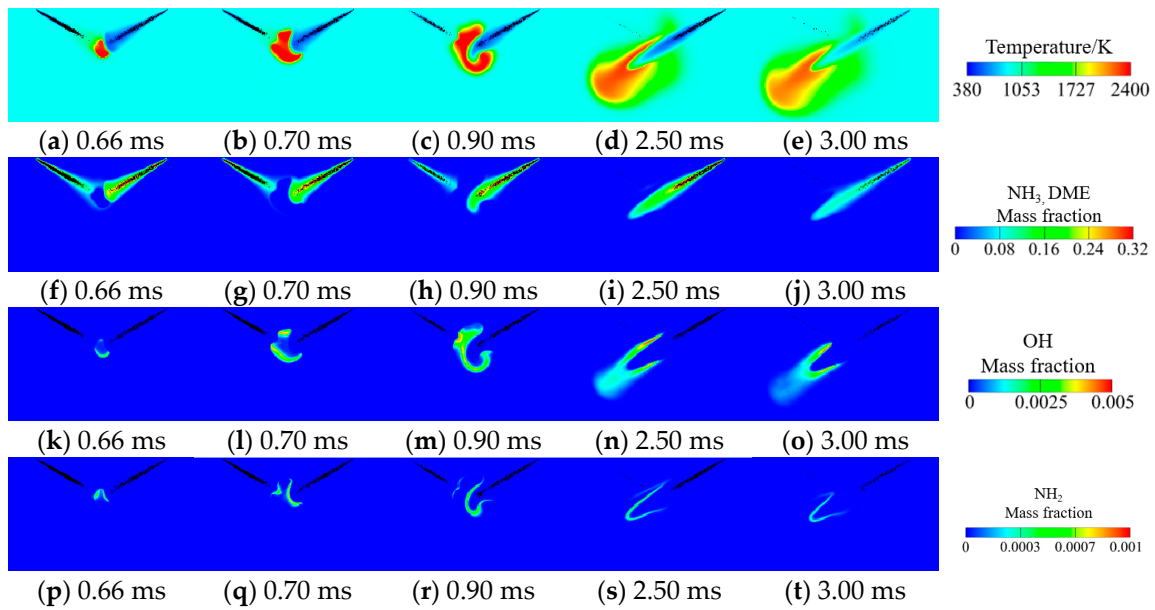 Temperature/K
380 1053 1727 2400
(a) 0.66 ms (b) 0.70 ms (c) 0.90 ms (d) 2.50 ms (e) 3.00 ms
NH₃, DME
Mass fraction
0 0.08 0.16 0.24 0.32
(f) 0.66 ms (g) 0.70 ms (h) 0.90 ms (i) 2.50 ms (j) 3.00 ms
OH
Mass fraction
0 0.0025 0.005
(k) 0.66 ms (l) 0.70 ms (m) 0.90 ms (n) 2.50 ms (o) 3.00 ms
NH₂
Mass fraction
0 0.0003 0.0007 0.001
(p) 0.66 ms (q) 0.70 ms (r) 0.90 ms (s) 2.50 ms (t) 3.00 ms